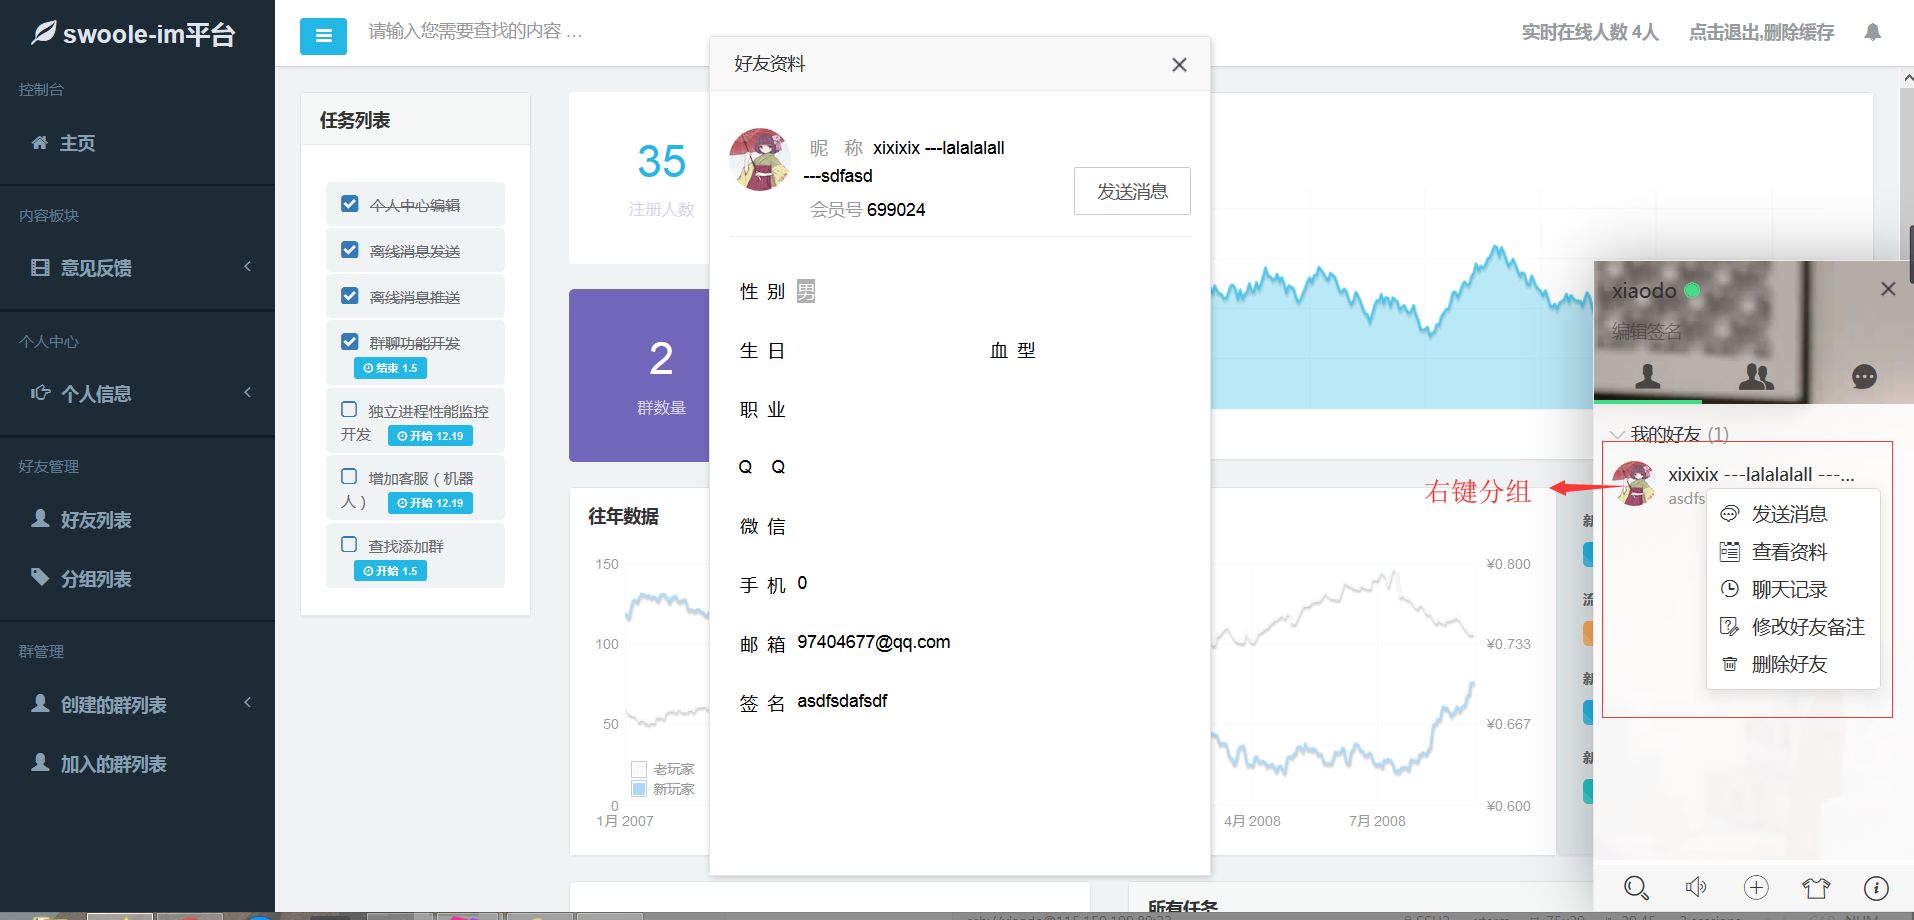 swoole-im平台
控制台
主页
内容板块
意见反馈
个人中心
个人信息
好友管理
好友列表
分组列表
群管理
创建的群列表
加入的群列表
请输入您需要查找的内容 ...
实时在线人数 4人
点击退出,删除缓存
任务列表
个人中心编辑
离线消息发送
离线消息推送
群聊功能开发
结束 1.5
独立进程性能监控
开发 开始 12.19
增加客服（机器
人） 开始 12.19
查找添加群
开始 1.5
35
注册人数
2
群数量
往年数据
150
100
50
0
老玩家
新玩家
1月 2007
4月 2008
7月 2008
¥0.800
¥0.733
¥0.667
¥0.600
所有任务
好友资料
昵 称 xixixix ---lalalalall
---sdfasd
会员号 699024
发送消息
性 别 男
生 日
血 型
职 业
Q Q
微 信
手 机 0
邮 箱 97404677@qq.com
签 名 asdfsdafsdf
右键分组
新
流
新
新
xiaodo
编辑签名
我的好友 (1)
xixixix ---lalalalall ---...
asdfs
发送消息
查看资料
聊天记录
修改好友备注
删除好友